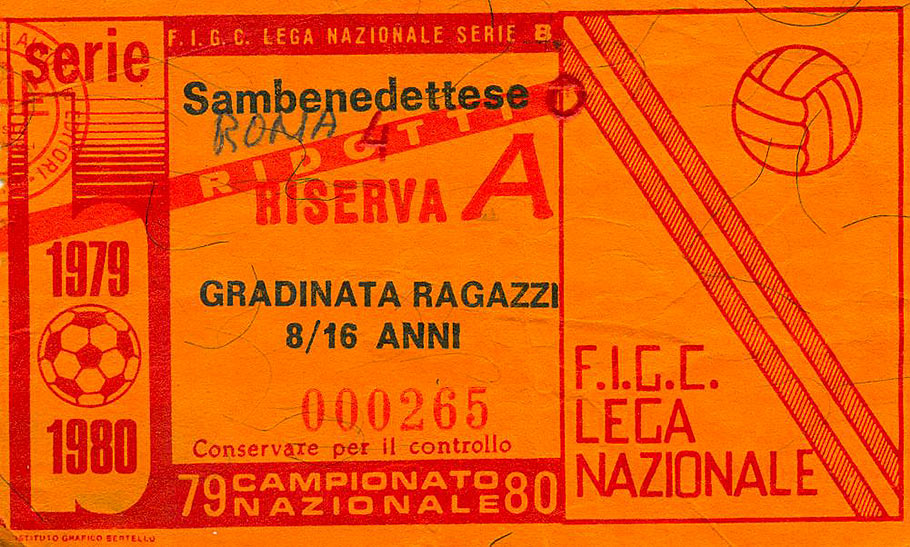 serie
F.I.G.C. LEGA NAZIONALE SERIE B
Sambenedettese
ROMA 4
RIDOTTI
RISERVA A
GRADINATA RAGAZZI
8/16 ANNI
000265
Conservare per il controllo
1979
1980
79 CAMPIONATO NAZIONALE 80
F.I.G.C.
LEGA
NAZIONALE
EDITORI
ISTITUTO GRAFICO BERTELLO